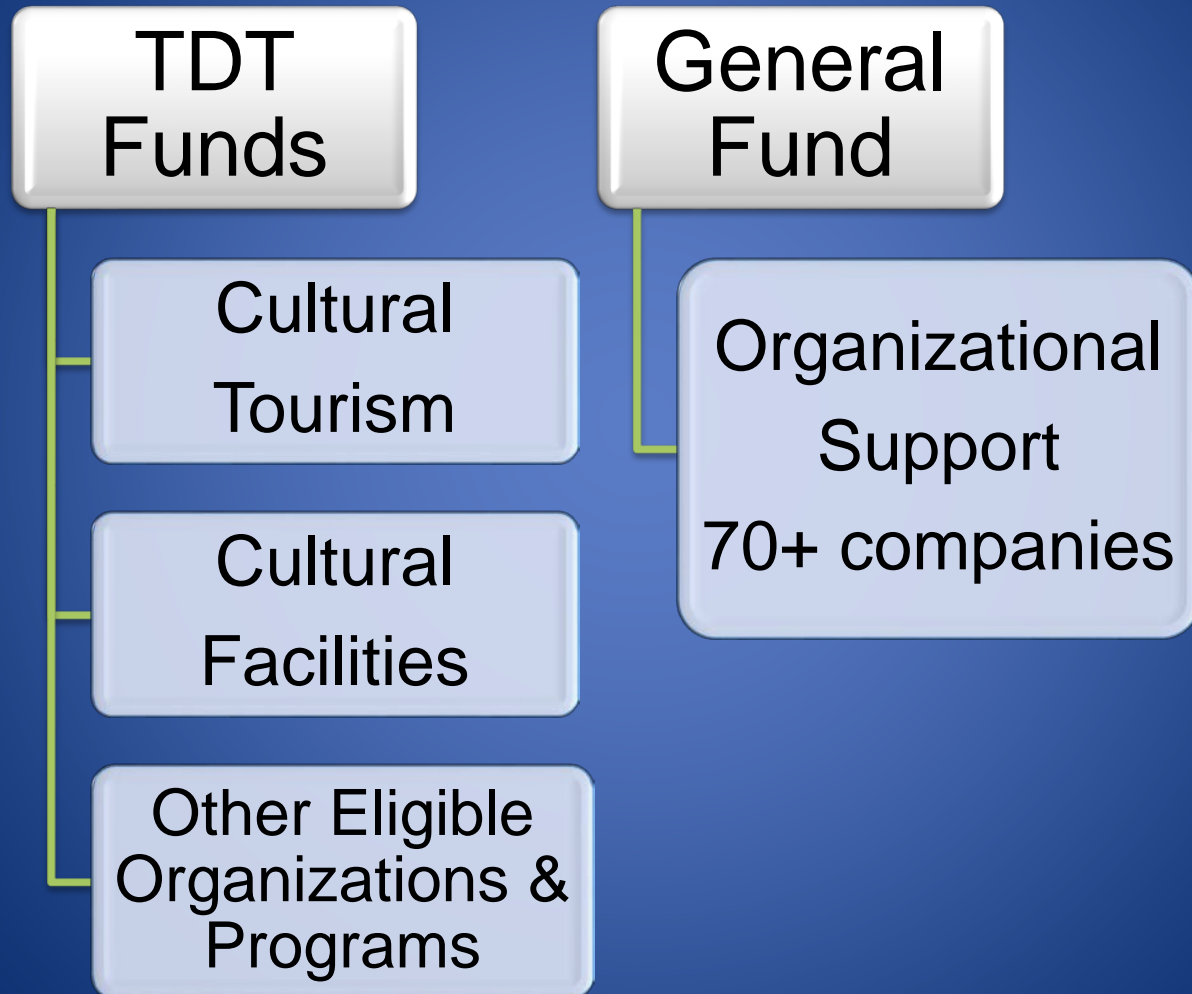 TDT
Funds
Cultural
Tourism
Cultural
Facilities
Other Eligible
Organizations &
Programs
General
Fund
Organizational
Support
70+ companies